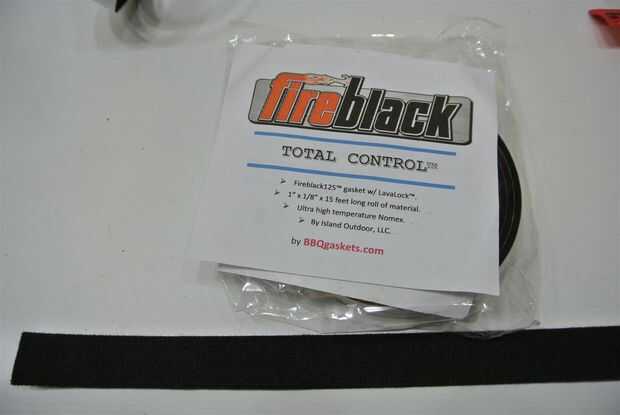 fireblack
TOTAL CONTROL™
Fireblack125™ gasket w/ LavaLock™.
1" x 1/8" x 15 feet long roll of material.
Ultra high temperature Nomex.
By Island Outdoor, LLC.
by BBQgaskets.com